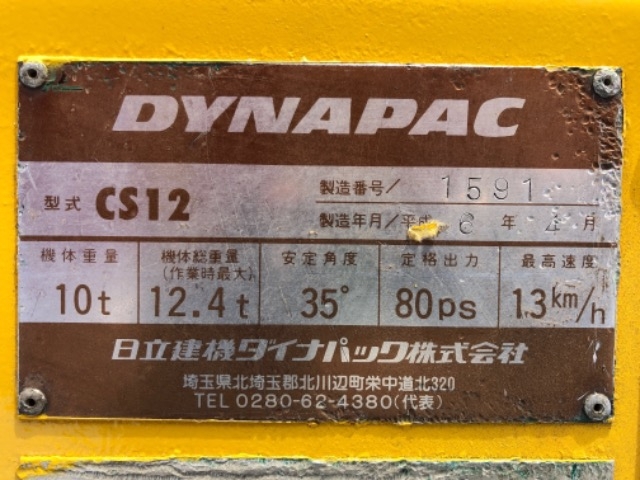 DYNAPAC
型式 CS12
製造番号/ 1591
製造年月/平成 6 年 4 月
機体重量 機体総重量 安定角度 定格出力 最高速度
(作業時最大)
10t 12.4t 35° 80ps 13km/h
日立建機ダイナパック株式会社
埼玉県北埼玉郡北川辺町栄中道北320
TEL 0280-62-4380(代表)